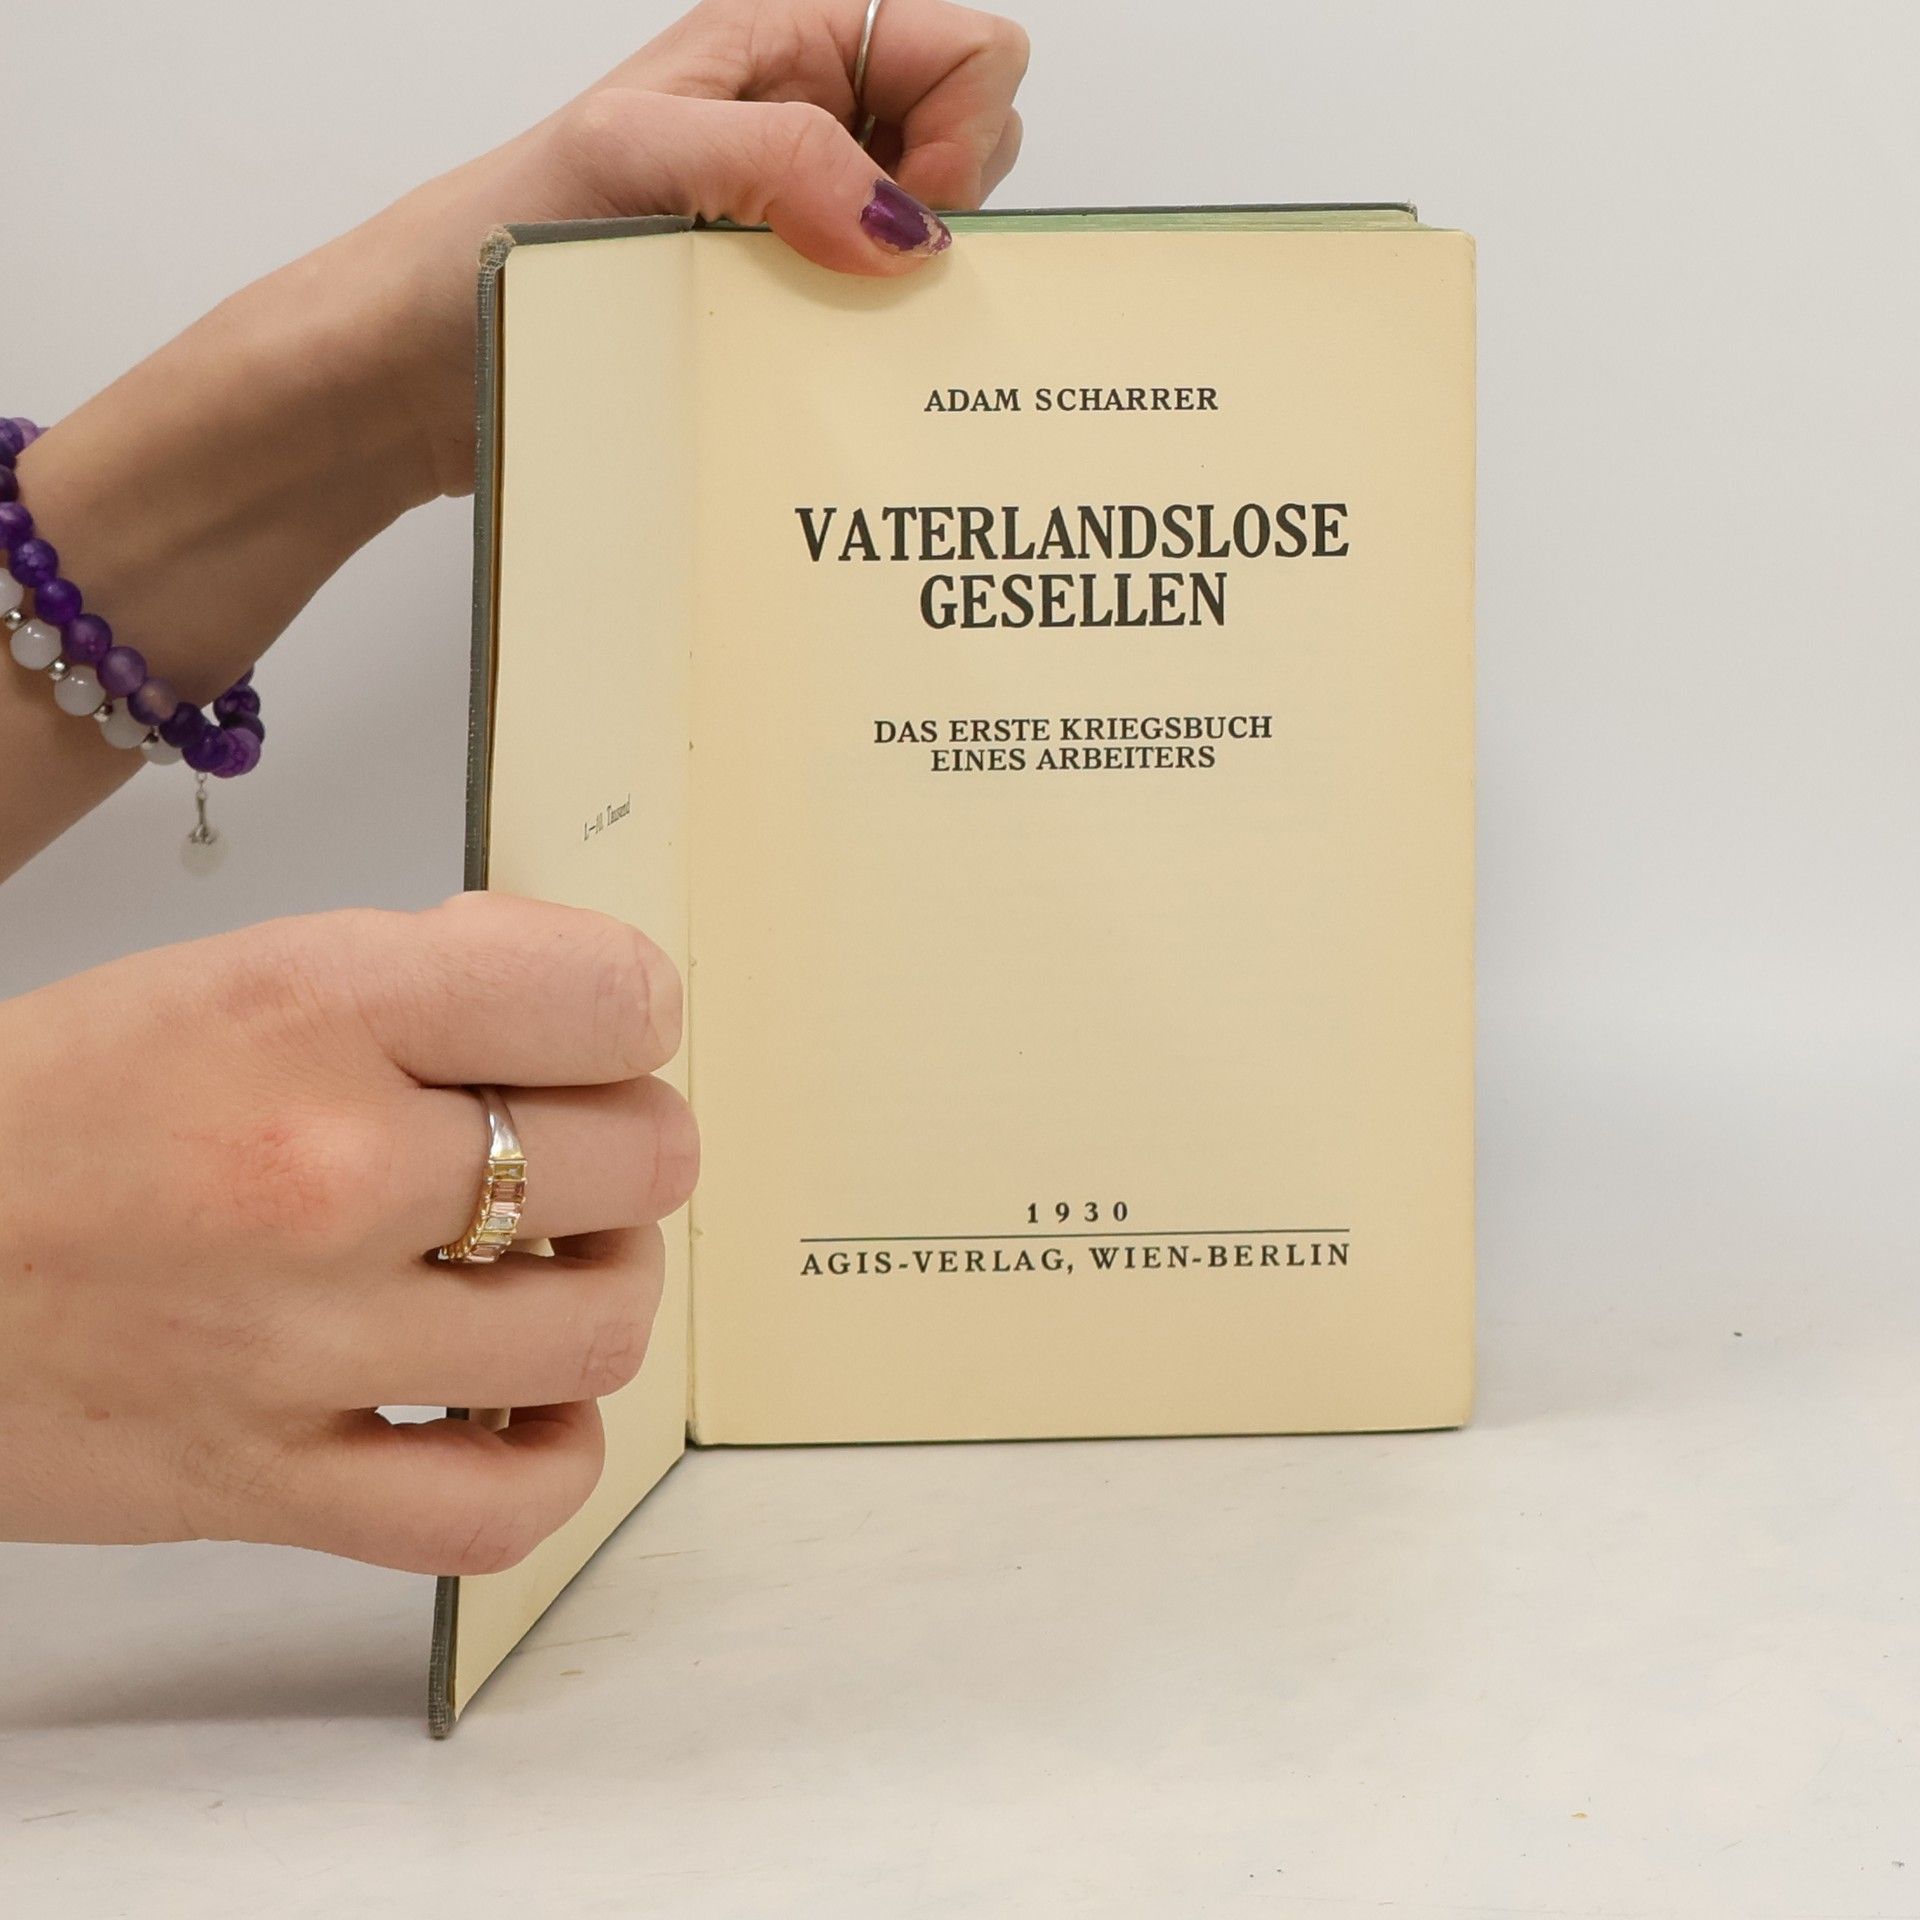 1.—10. Tausend
ADAM SCHARRER
VATERLANDSLOSE
GESELLEN
DAS ERSTE KRIEGSBUCH
EINES ARBEITERS
1930
AGIS-VERLAG, WIEN-BERLIN